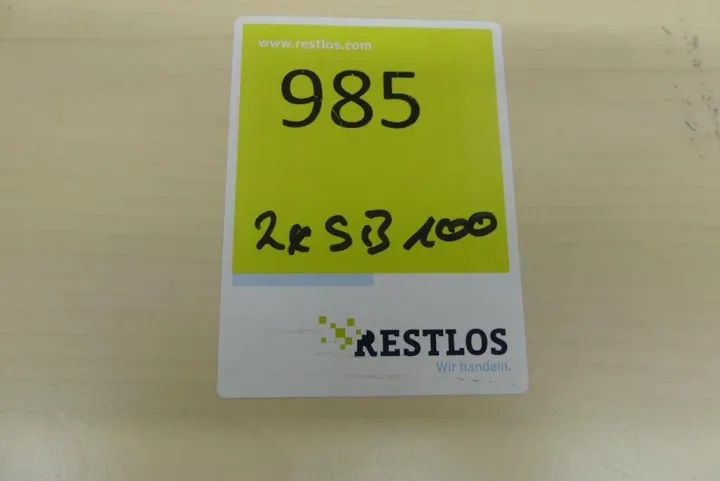 www.restlos.com
985
2x SB 100
RESTLOS
Wir handeln.